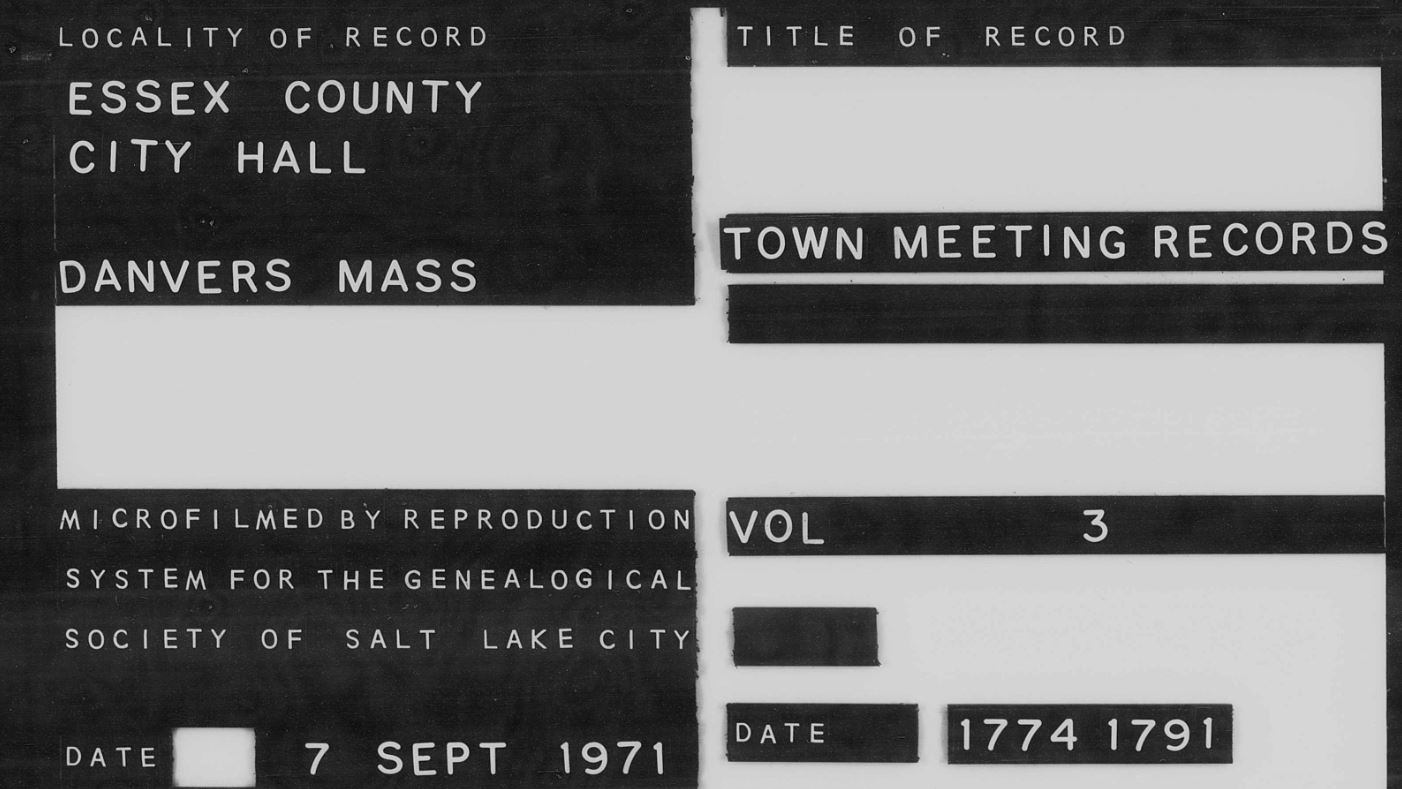 LOCALITY OF RECORD
ESSEX COUNTY
CITY HALL
DANVERS MASS
MICROFILMED BY REPRODUCTION
SYSTEM FOR THE GENEALOGICAL
SOCIETY OF SALT LAKE CITY
DATE 7 SEPT 1971
TITLE OF RECORD
TOWN MEETING RECORDS
VOL 3
DATE 1774 1791